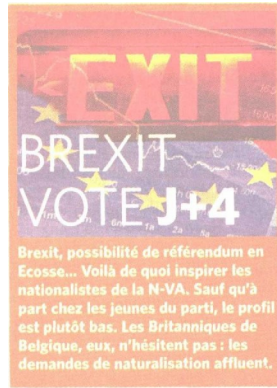 EXIT
BREXIT
VOTE J+4
Brexit, possibilité de référendum en
Ecosse... Voilà de quoi inspirer les
nationalistes de la N-VA. Sauf qu'à
part chez les jeunes du parti, le profil
est plutôt bas. Les Britanniques de
Belgique, eux, n'hésitent pas : les
demandes de naturalisation affluent.